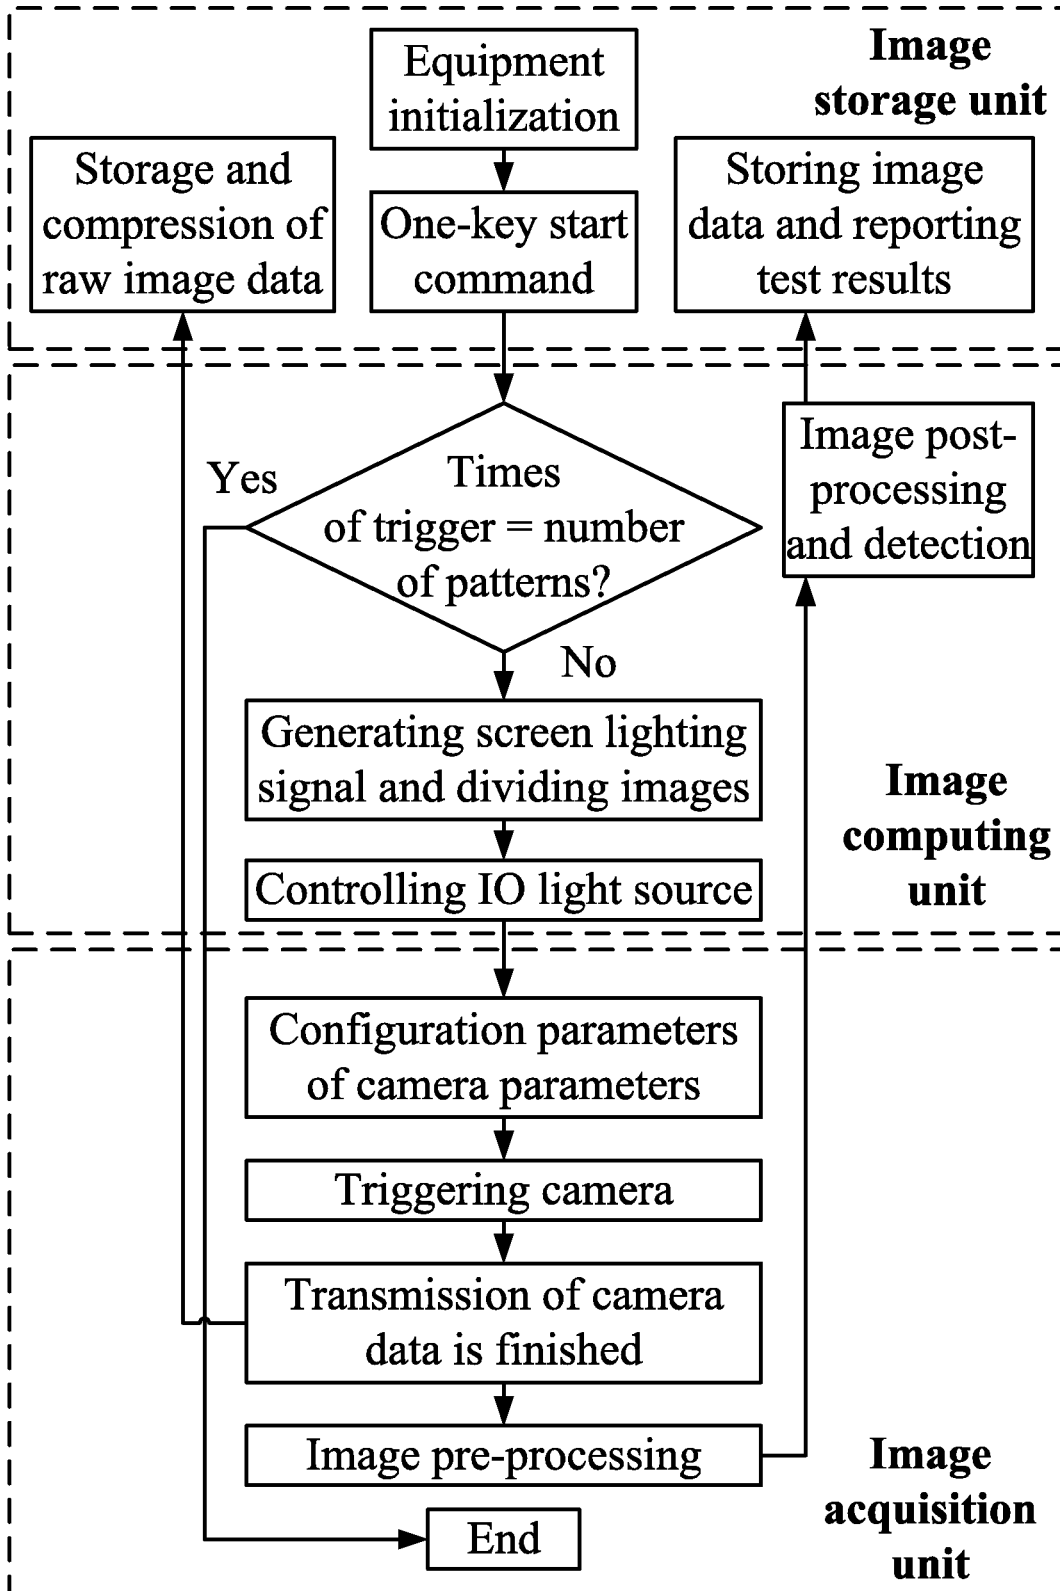 Equipment
initialization
Image
storage unit
Storage and
compression of
raw image data
One-key start
command
Storing image
data and reporting
test results
Yes
Times
of trigger = number
of patterns?
Image post-
processing
and detection
No
Generating screen lighting
signal and dividing images
Image
computing
unit
Controlling IO light source
Configuration parameters
of camera parameters
Triggering camera
Transmission of camera
data is finished
Image pre-processing
Image
acquisition
unit
End